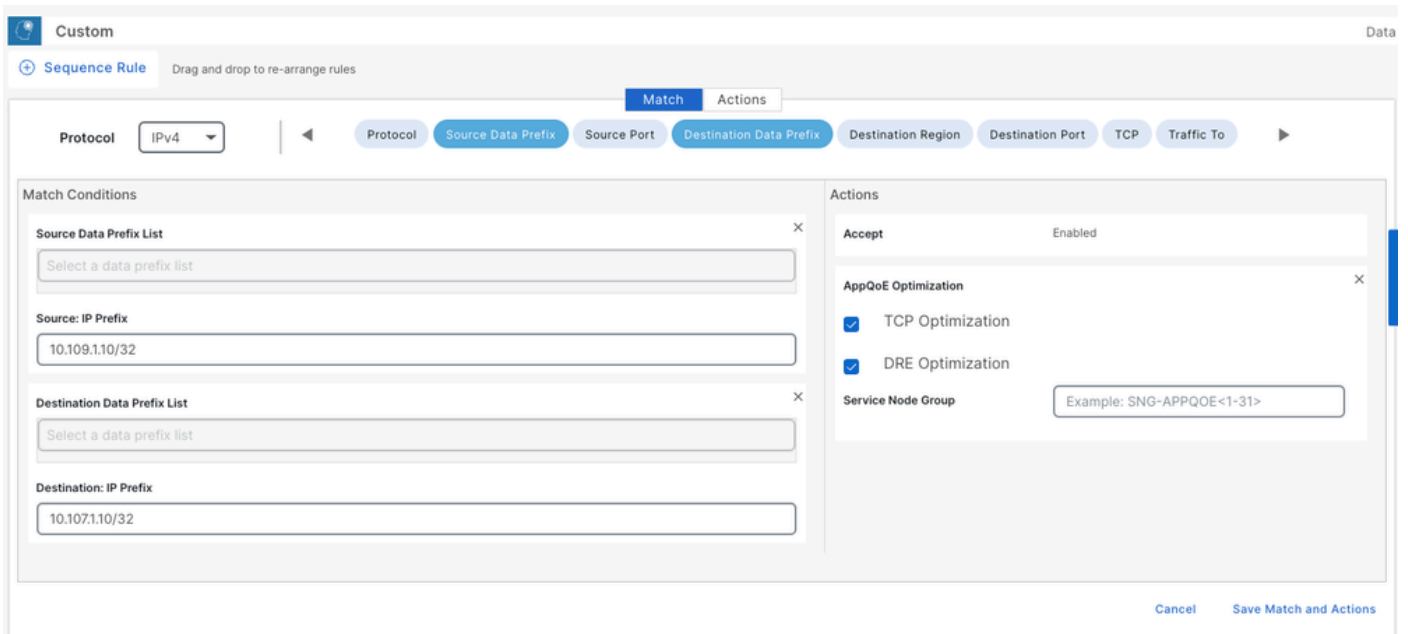 Custom
Data
Sequence Rule
Drag and drop to re-arrange rules
Match
Actions
Protocol
IPv4
Protocol
Source Data Prefix
Source Port
Destination Data Prefix
Destination Region
Destination Port
TCP
Traffic To
Match Conditions
Source Data Prefix List
Select a data prefix list
Source: IP Prefix
10.109.1.10/32
Destination Data Prefix List
Select a data prefix list
Destination: IP Prefix
10.107.1.10/32
Actions
Accept
Enabled
AppQoE Optimization
TCP Optimization
DRE Optimization
Service Node Group
Example: SNG-APPQOE<1-31>
Cancel
Save Match and Actions